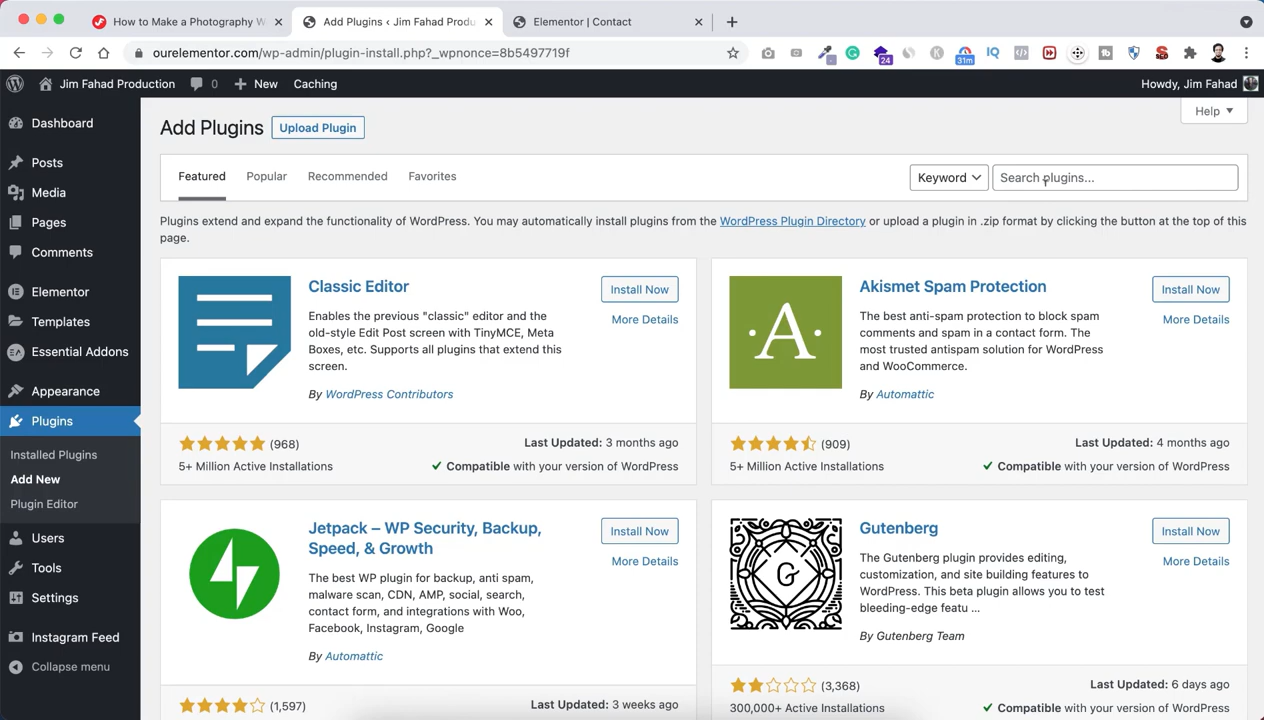 How to Make a Photography W
Add Plugins ‹ Jim Fahad Produ
Elementor | Contact
ourelementor.com/wp-admin/plugin-install.php?_wpnonce=8b5497719f
24
31m
IQ
Jim Fahad Production
0
New
Caching
Howdy, Jim Fahad
Dashboard
Posts
Media
Pages
Comments
Elementor
Templates
Essential Addons
Appearance
Plugins
Installed Plugins
Add New
Plugin Editor
Users
Tools
Settings
Instagram Feed
Collapse menu
Add Plugins
Upload Plugin
Help
Featured
Popular
Recommended
Favorites
Keyword
Search plugins...
Plugins extend and expand the functionality of WordPress. You may automatically install plugins from the WordPress Plugin Directory or upload a plugin in .zip format by clicking the button at the top of this
page.
Classic Editor
Install Now
More Details
Enables the previous "classic" editor and the
old-style Edit Post screen with TinyMCE, Meta
Boxes, etc. Supports all plugins that extend this
screen.
By WordPress Contributors
(968)
Last Updated: 3 months ago
5+ Million Active Installations
Compatible with your version of WordPress
A
Akismet Spam Protection
Install Now
More Details
The best anti-spam protection to block spam
comments and spam in a contact form. The
most trusted antispam solution for WordPress
and WooCommerce.
By Automattic
(909)
Last Updated: 4 months ago
5+ Million Active Installations
Compatible with your version of WordPress
Jetpack – WP Security, Backup,
Speed, & Growth
Install Now
More Details
The best WP plugin for backup, anti spam,
malware scan, CDN, AMP, social, search,
contact form, and integrations with Woo,
Facebook, Instagram, Google
By Automattic
(1,597)
Last Updated: 3 weeks ago
G
Gutenberg
Install Now
More Details
The Gutenberg plugin provides editing,
customization, and site building features to
WordPress. This beta plugin allows you to test
bleeding-edge featu ...
By Gutenberg Team
(3,368)
Last Updated: 6 days ago
300,000+ Active Installations
Compatible with your version of WordPress